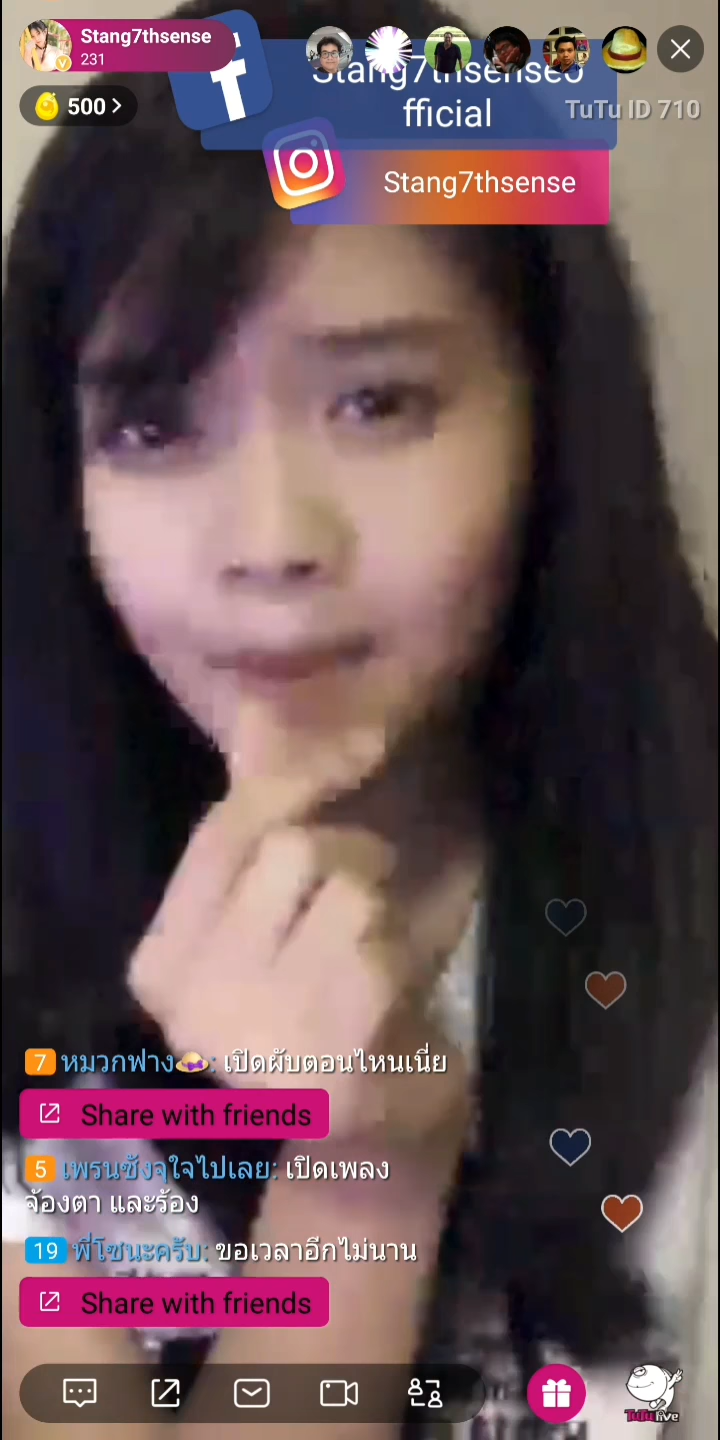 Stang7thsense
231
500
Stang7thsenseo
fficial
TuTu ID 710
Stang7thsense
7 หมวกฟาง👒: เปิดผับตอนไหนเนี่ย
Share with friends
5 เพรนซ้งจุใจไปเลย: เปิดเพลง
จ้องตา และร้อง
19 พี่โซนะครับ: ขอเวลาอีกไม่นาน
Share with friends
TuTu live